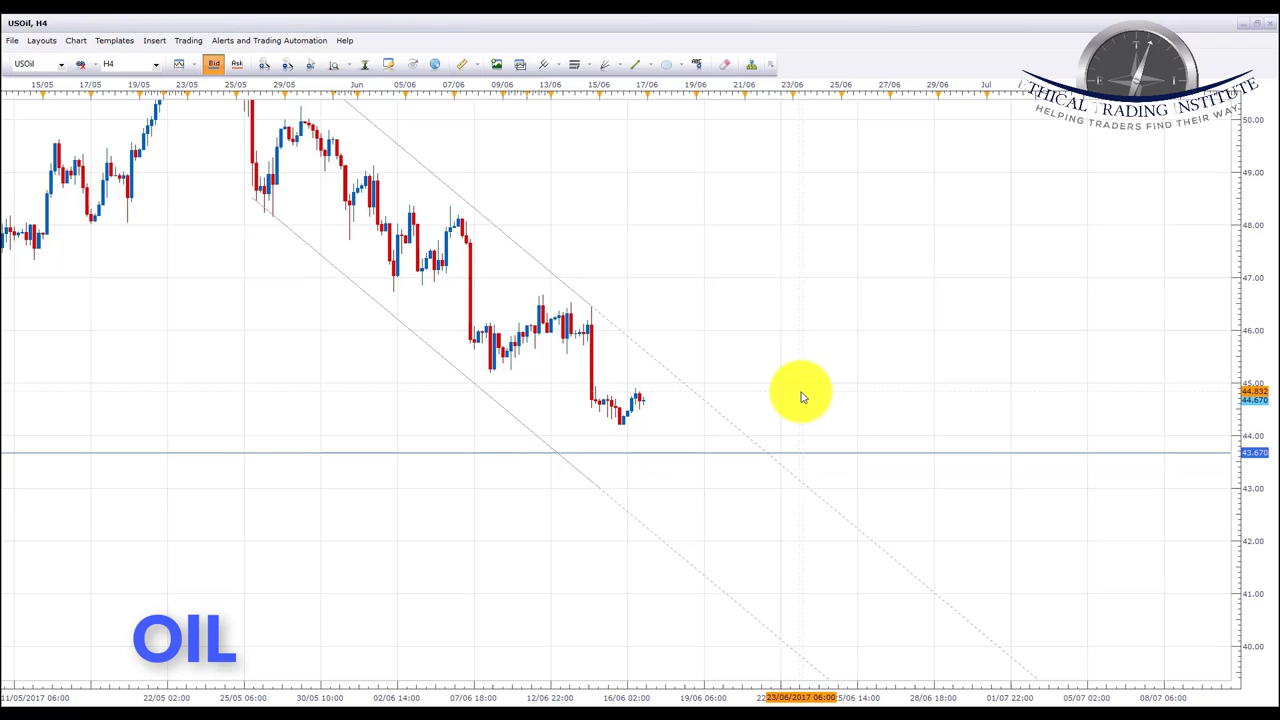 USOil, H4
File Layouts Chart Templates Insert Trading Alerts and Trading Automation Help
USOil H4 Bid Ask
15/05 17/05 19/05 23/05 25/05 29/05 Jun 05/06 07/06 09/06 13/06 15/06 17/06 21/06 23/06 25/06 27/06 29/06 Jul
THICAL TRADING INSTITUTE
HELPING TRADERS FIND THEIR WAY.
50.00
49.00
48.00
47.00
46.00
45.00
44.832
44.670
44.00
43.670
43.00
42.00
41.00
40.00
OIL
11/05/2017 06:00 22/05 02:00 25/05 06:00 30/05 10:00 02/06 14:00 07/06 18:00 12/06 22:00 16/06 02:00 19/06 06:00 22 23/06/2017 06:00 5/06 14:00 28/06 18:00 01/07 22:00 05/07 02:00 08/07 06:00